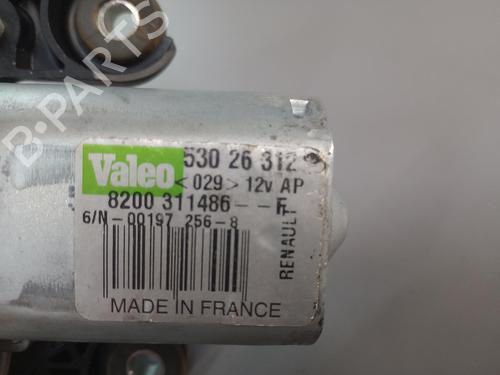 B-PARTS
Valeo 530 26 312
<029> 12v AP
8200 311486--F
6/N-00197 256-8
RENAULT
MADE IN FRANCE